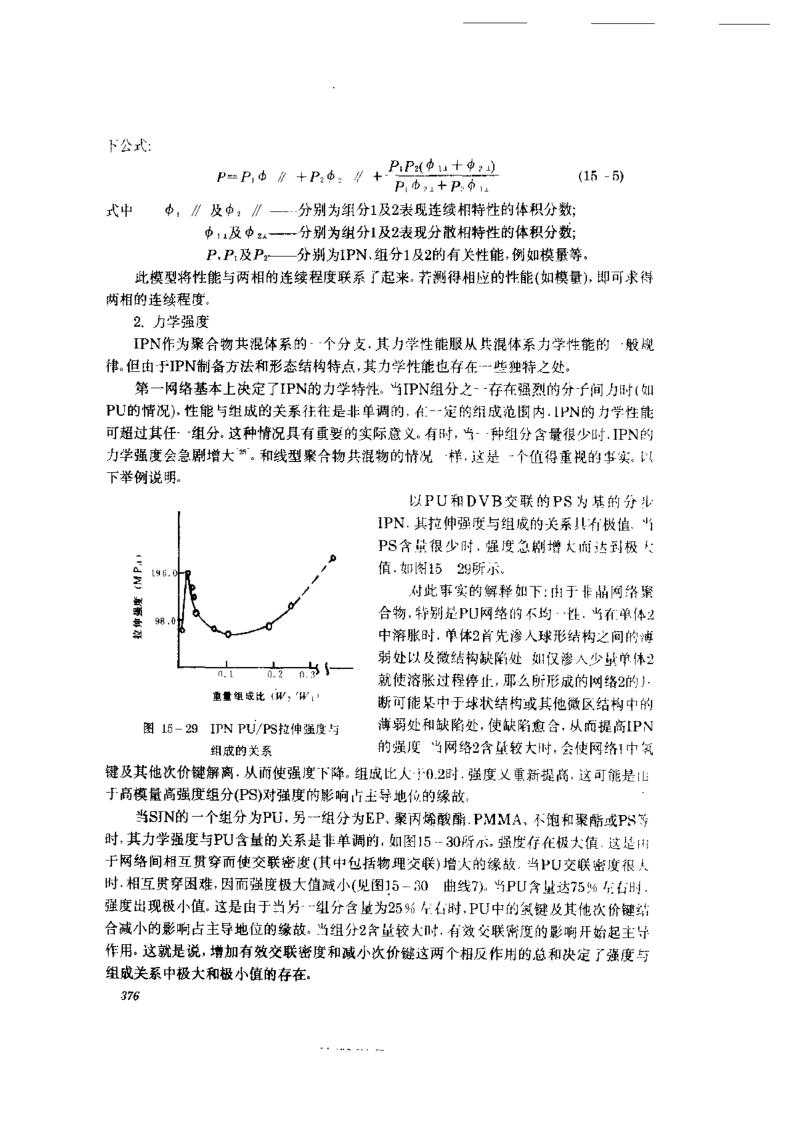 下公式:
P=P₁ϕ ∥ +P₂ϕ₂ ∥ + P₁P₂(ϕ₁⊥+ϕ₂⊥) / P₁ϕ₂⊥+P₂ϕ₁⊥ (15-5)
式中 ϕ₁ ∥ 及ϕ₂ ∥ ——分别为组分1及2表现连续相特性的体积分数;
ϕ₁⊥及ϕ₂⊥——分别为组分1及2表现分散相特性的体积分数;
P,P₁及P₂——分别为IPN、组分1及2的有关性能,例如模量等。
此模型将性能与两相的连续程度联系了起来。若测得相应的性能(如模量),即可求得
两相的连续程度。
2. 力学强度
IPN作为聚合物共混体系的一个分支,其力学性能服从共混体系力学性能的一般规
律。但由于IPN制备方法和形态结构特点,其力学性能也存在一些独特之处。
第一网络基本上决定了IPN的力学特性。当IPN组分之一存在强烈的分子间力时(如
PU的情况),性能与组成的关系往往是非单调的,在一定的组成范围内,IPN的力学性能
可超过其任一组分。这种情况具有重要的实际意义。有时,当一种组分含量很少时,IPN的
力学强度会急剧增大。和线型聚合物共混物的情况一样,这是一个值得重视的事实。以
下举例说明。
以PU和DVB交联的PS为基的分步
IPN,其拉伸强度与组成的关系具有极值。当
PS含量很少时,强度急剧增大而达到极大
值,如图15-29所示。
对此事实的解释如下:由于非晶网络聚
合物,特别是PU网络的不均一性,当在单体2
中溶胀时,单体2首先渗入球形结构之间的薄
弱处以及微结构缺陷处。如仅渗入少量单体2
就使溶胀过程停止,那么所形成的网络2的片
断可能集中于球状结构或其他微区结构中的
薄弱处和缺陷处,使缺陷愈合,从而提高IPN
的强度。当网络2含量较大时,会使网络1中氢
拉伸强度 (MPa)
196.0
98.0
0.1 0.2 0.3
重量组成比 (W₂/W₁)
图 15-29 IPN PU/PS拉伸强度与
组成的关系
键及其他次价键解离,从而使强度下降。组成比大于0.2时,强度又重新提高,这可能是由
于高模量高强度组分(PS)对强度的影响占主导地位的缘故。
当SIN的一个组分为PU,另一组分为EP、聚丙烯酸酯、PMMA、不饱和聚酯或PS等
时,其力学强度与PU含量的关系是非单调的,如图15-30所示。强度存在极大值,这是由
于网络间相互贯穿而使交联密度(其中包括物理交联)增大的缘故。当PU交联密度很大
时,相互贯穿困难,因而强度极大值减小(见图15-30 曲线7)。当PU含量达75%左右时,
强度出现极小值。这是由于当另一组分含量为25%左右时,PU中的氢键及其他次价键结
合减小的影响占主导地位的缘故。当组分2含量较大时,有效交联密度的影响开始起主导
作用。这就是说,增加有效交联密度和减小次价键这两个相反作用的总和决定了强度与
组成关系中极大和极小值的存在。
376